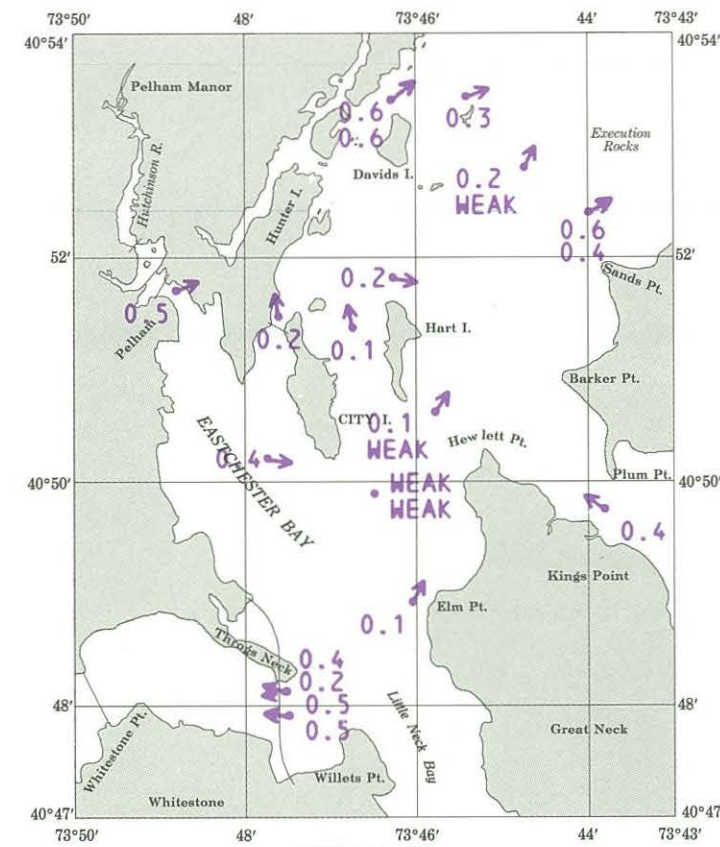 73°50′
48′
73°46′
44′
73°43′
40°54′
40°54′
Pelham Manor
Hutchinson R.
0.6
0.6
0.3
Execution
Rocks
Davids I.
0.2
WEAK
Hunter I.
0.6
0.4
52′
52′
Sands Pt.
0.2
0.5
Pelham
0.2
0.1
Hart I.
Barker Pt.
CITY I.
0.1
WEAK
Hewlett Pt.
EASTCHESTER BAY
0.4
Plum Pt.
40°50′
40°50′
WEAK
WEAK
0.4
Kings Point
Elm Pt.
0.1
Throgs Neck
0.4
0.2
0.5
0.5
48′
48′
Little Neck Bay
Great Neck
Whitestone Pt.
Willets Pt.
Whitestone
40°47′
40°47′
73°50′
48′
73°46′
44′
73°43′